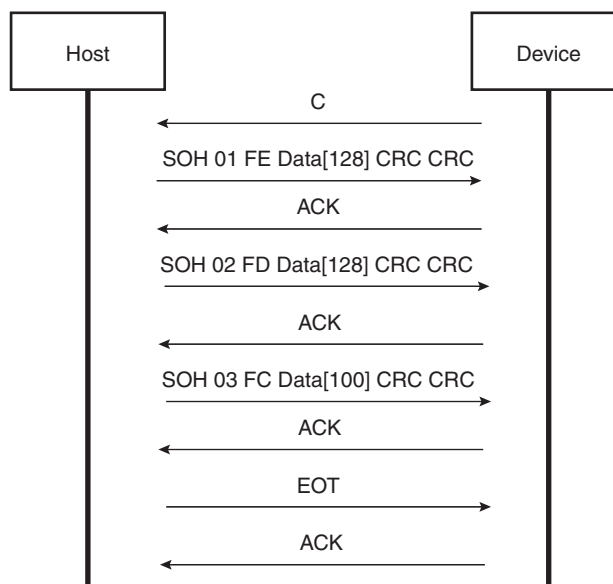 Host
Device
C
SOH 01 FE Data[128] CRC CRC
ACK
SOH 02 FD Data[128] CRC CRC
ACK
SOH 03 FC Data[100] CRC CRC
ACK
EOT
ACK